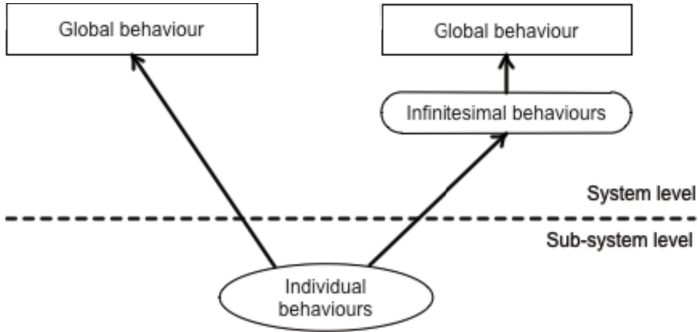 Global behaviour
Global behaviour
Infinitesimal behaviours
System level
Sub-system level
Individual
behaviours